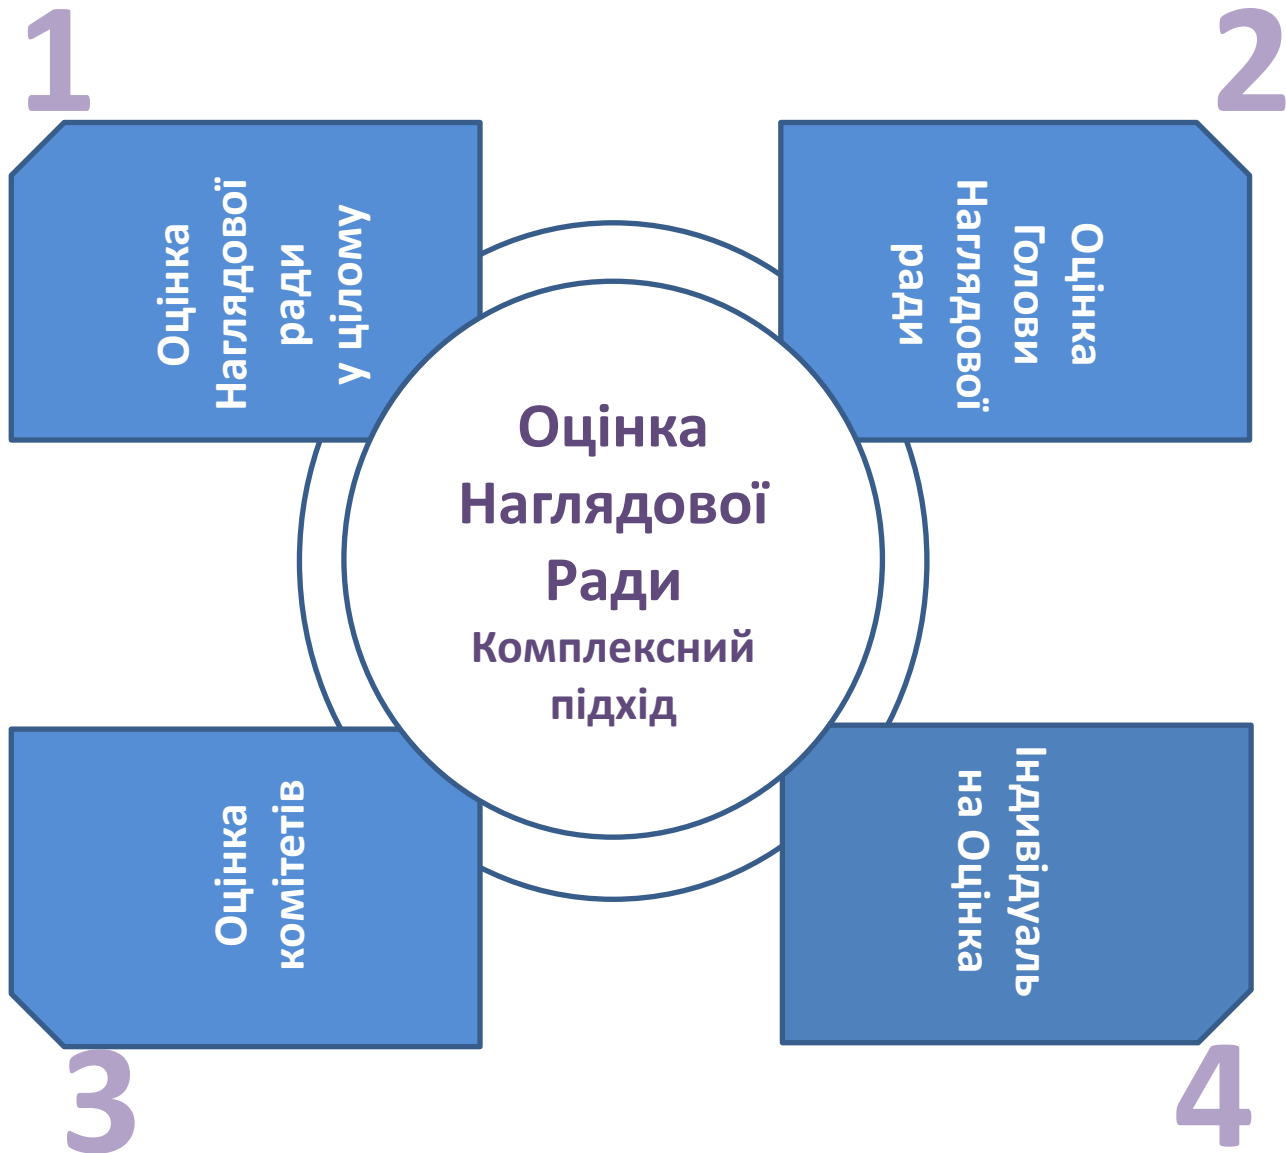 1
Оцінка
Наглядової
ради
у цілому
2
Оцінка
Голови
Наглядової
ради
Оцінка
Наглядової
Ради
Комплексний
підхід
3
Оцінка
комітетів
4
Індивідуаль
на Оцінка